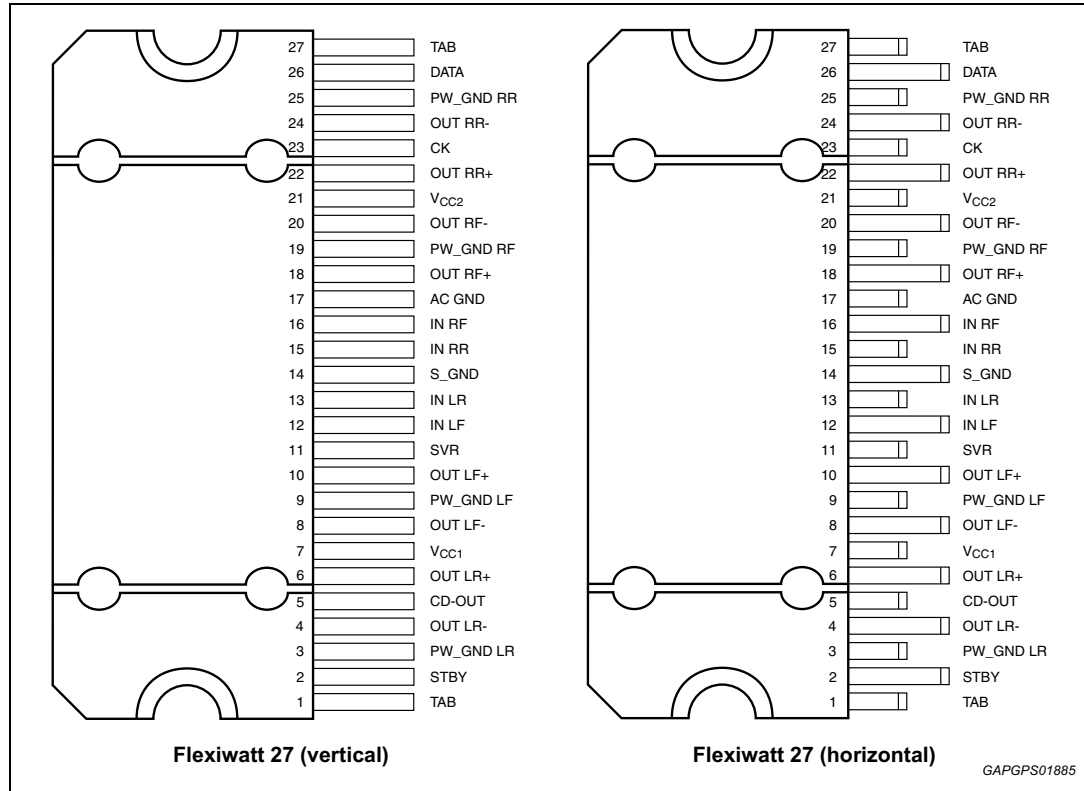 27 TAB
26 DATA
25 PW_GND RR
24 OUT RR-
23 CK
22 OUT RR+
21 VCC2
20 OUT RF-
19 PW_GND RF
18 OUT RF+
17 AC GND
16 IN RF
15 IN RR
14 S_GND
13 IN LR
12 IN LF
11 SVR
10 OUT LF+
9 PW_GND LF
8 OUT LF-
7 VCC1
6 OUT LR+
5 CD-OUT
4 OUT LR-
3 PW_GND LR
2 STBY
1 TAB
Flexiwatt 27 (vertical)
27 TAB
26 DATA
25 PW_GND RR
24 OUT RR-
23 CK
22 OUT RR+
21 VCC2
20 OUT RF-
19 PW_GND RF
18 OUT RF+
17 AC GND
16 IN RF
15 IN RR
14 S_GND
13 IN LR
12 IN LF
11 SVR
10 OUT LF+
9 PW_GND LF
8 OUT LF-
7 VCC1
6 OUT LR+
5 CD-OUT
4 OUT LR-
3 PW_GND LR
2 STBY
1 TAB
Flexiwatt 27 (horizontal)
GAPGPS01885